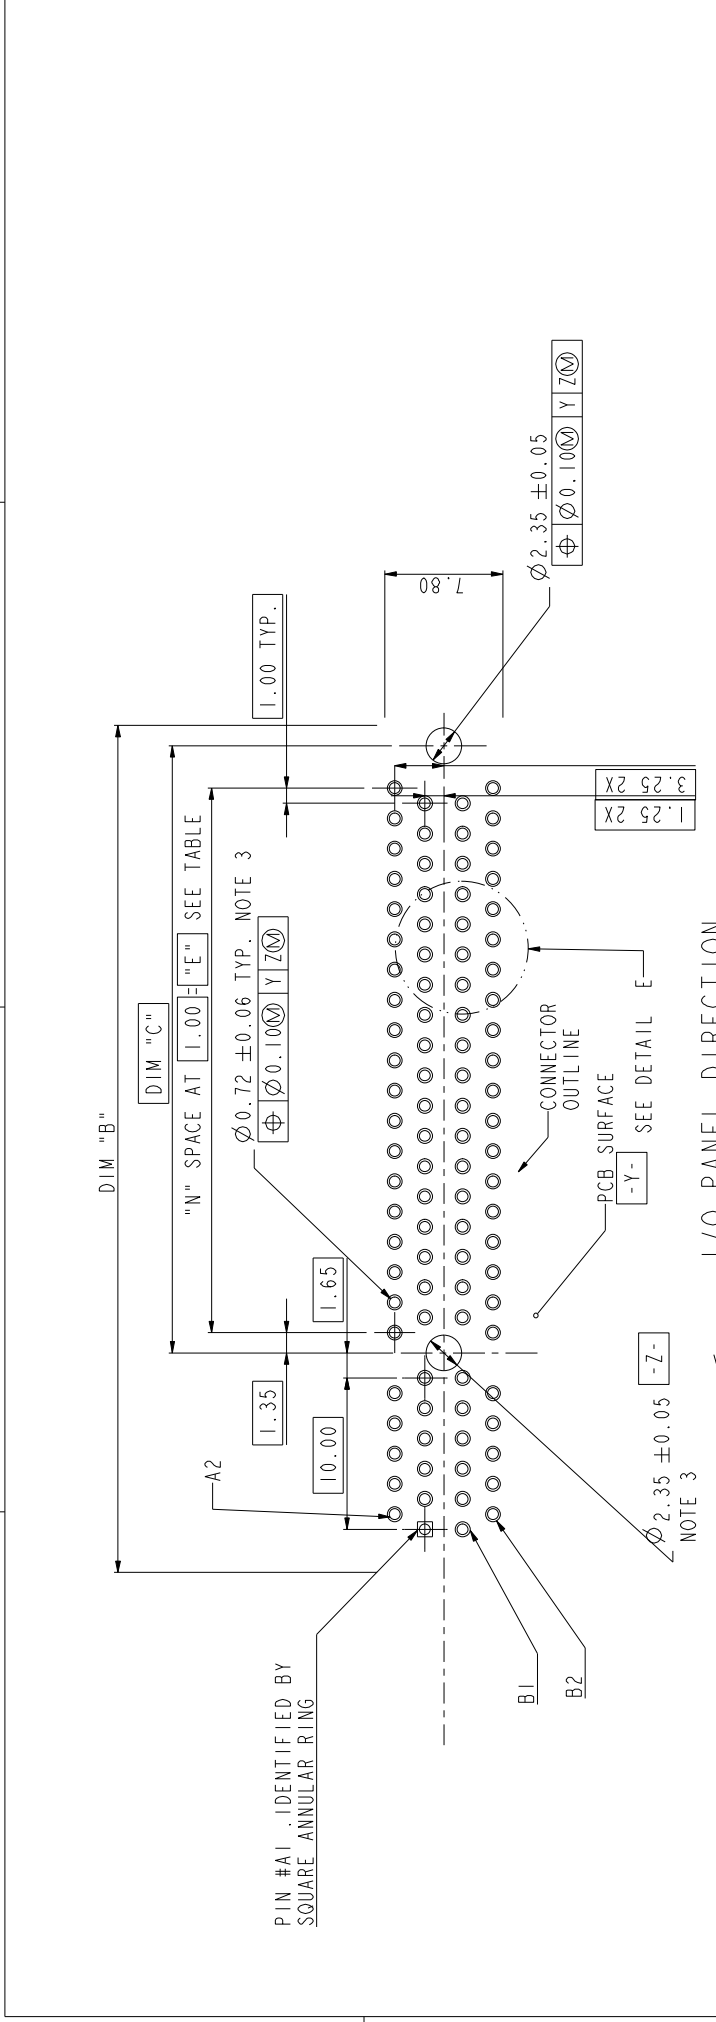 DIM "B"
DIM "C"
"N" SPACE AT 1.00 = "E" SEE TABLE
Ø0.72 ±0.06 TYP. NOTE 3
⌖ Ø0.10Ⓜ Y ZⓂ
1.00 TYP.
1.35
1.65
10.00
A2
PIN #A1 . IDENTIFIED BY
SQUARE ANNULAR RING
7.80
Ø2.35 ±0.05
⌖ Ø0.10Ⓜ Y ZⓂ
3.25 2X
1.25 2X
CONNECTOR
OUTLINE
PCB SURFACE
-Y-
SEE DETAIL E
B1
B2
Ø2.35 ±0.05 -Z-
NOTE 3
I/O PANEL DIRECTION